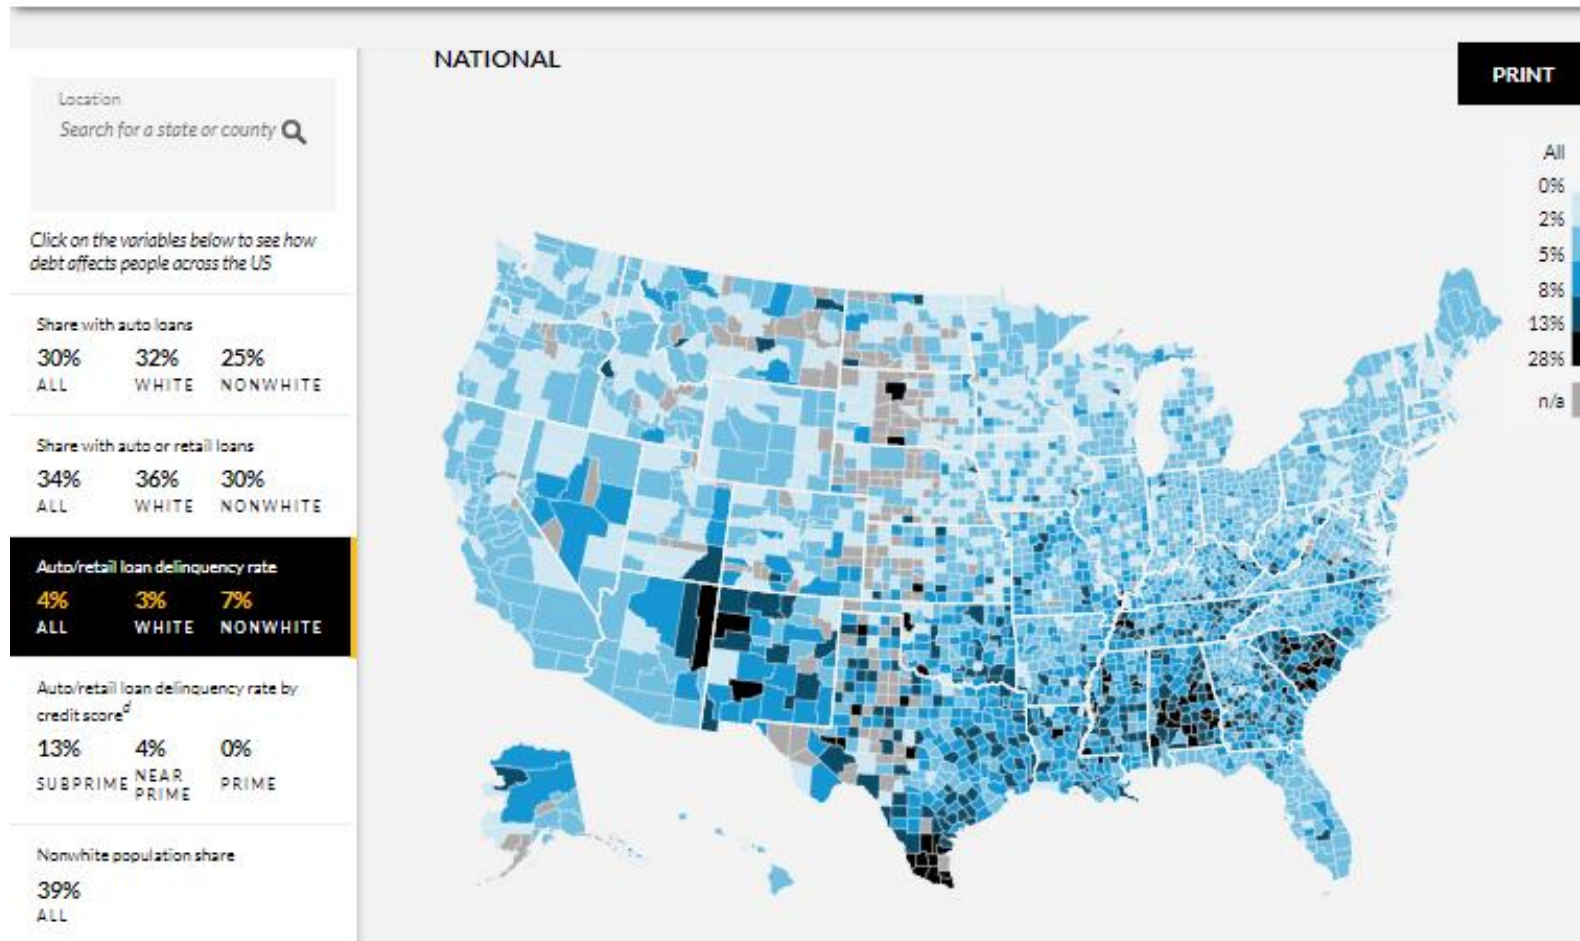 NATIONAL
PRINT
Location
Search for a state or county
Click on the variables below to see how
debt affects people across the US
Share with auto loans
30% 32% 25%
ALL WHITE NONWHITE
Share with auto or retail loans
34% 36% 30%
ALL WHITE NONWHITE
Auto/retail loan delinquency rate
4% 3% 7%
ALL WHITE NONWHITE
Auto/retail loan delinquency rate by
credit score d
13% 4% 0%
SUBPRIME NEAR PRIME PRIME
Nonwhite population share
39%
ALL
All
0%
2%
5%
8%
13%
28%
n/a